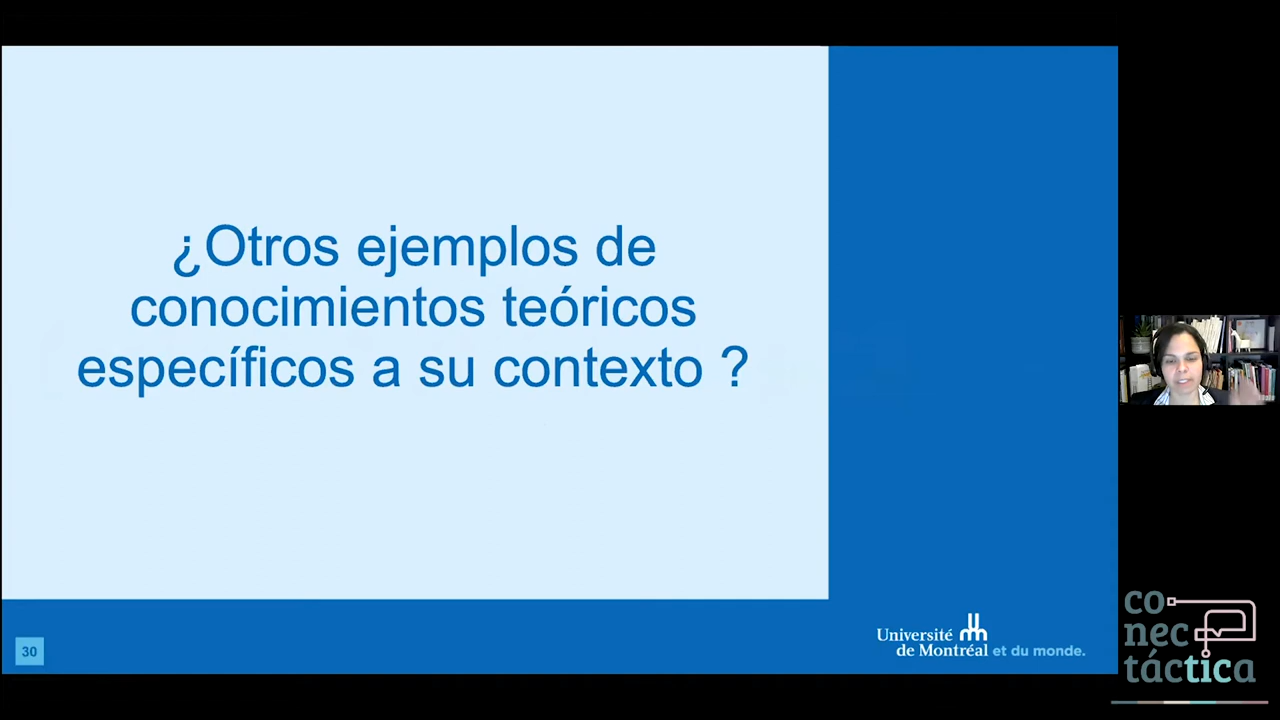 ¿Otros ejemplos de
conocimientos teóricos
específicos a su contexto ?
30
Université
de Montréal et du monde.
co
nec
táctica